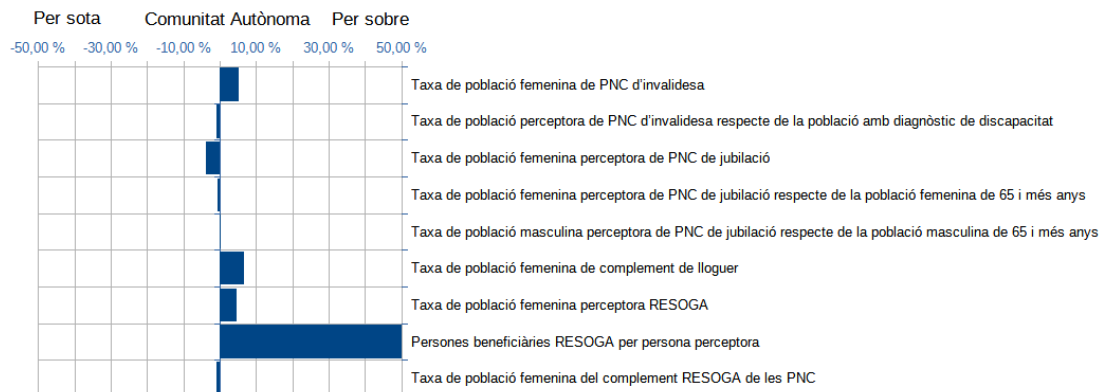 Per sota Comunitat Autònoma Per sobre
-50,00 % -30,00 % -10,00 % 10,00 % 30,00 % 50,00 %
Taxa de població femenina de PNC d'invalidesa
Taxa de població perceptora de PNC d'invalidesa respecte de la població amb diagnòstic de discapacitat
Taxa de població femenina perceptora de PNC de jubilació
Taxa de població femenina perceptora de PNC de jubilació respecte de la població femenina de 65 i més anys
Taxa de població masculina perceptora de PNC de jubilació respecte de la població masculina de 65 i més anys
Taxa de població femenina de complement de lloguer
Taxa de població femenina perceptora RESOGA
Persones beneficiàries RESOGA per persona perceptora
Taxa de població femenina del complement RESOGA de les PNC